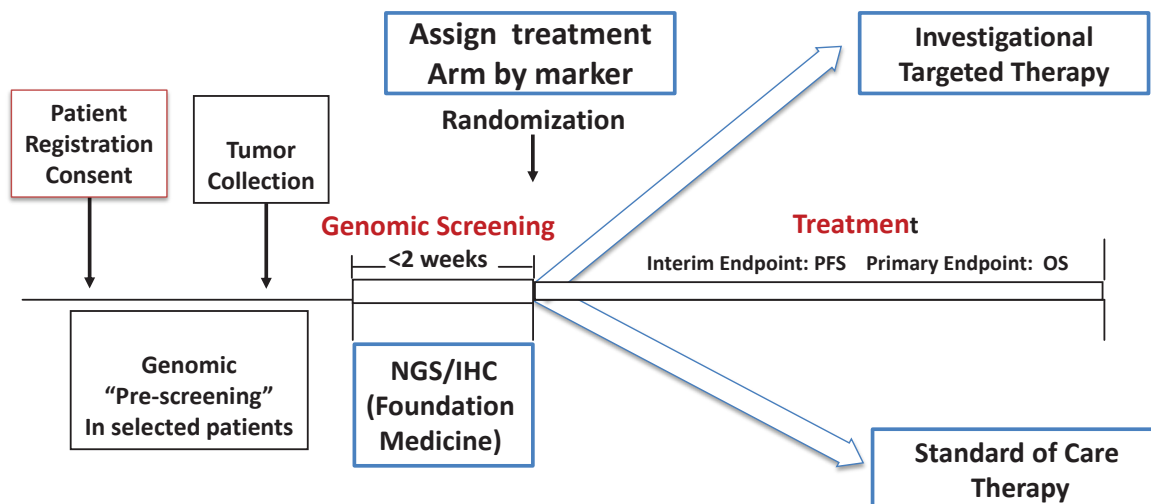 Assign treatment
Arm by marker
Investigational
Targeted Therapy
Patient
Registration
Consent
Tumor
Collection
Randomization
Genomic Screening
<2 weeks
Treatment
Interim Endpoint: PFS Primary Endpoint: OS
Genomic
“Pre-screening”
In selected patients
NGS/IHC
(Foundation
Medicine)
Standard of Care
Therapy